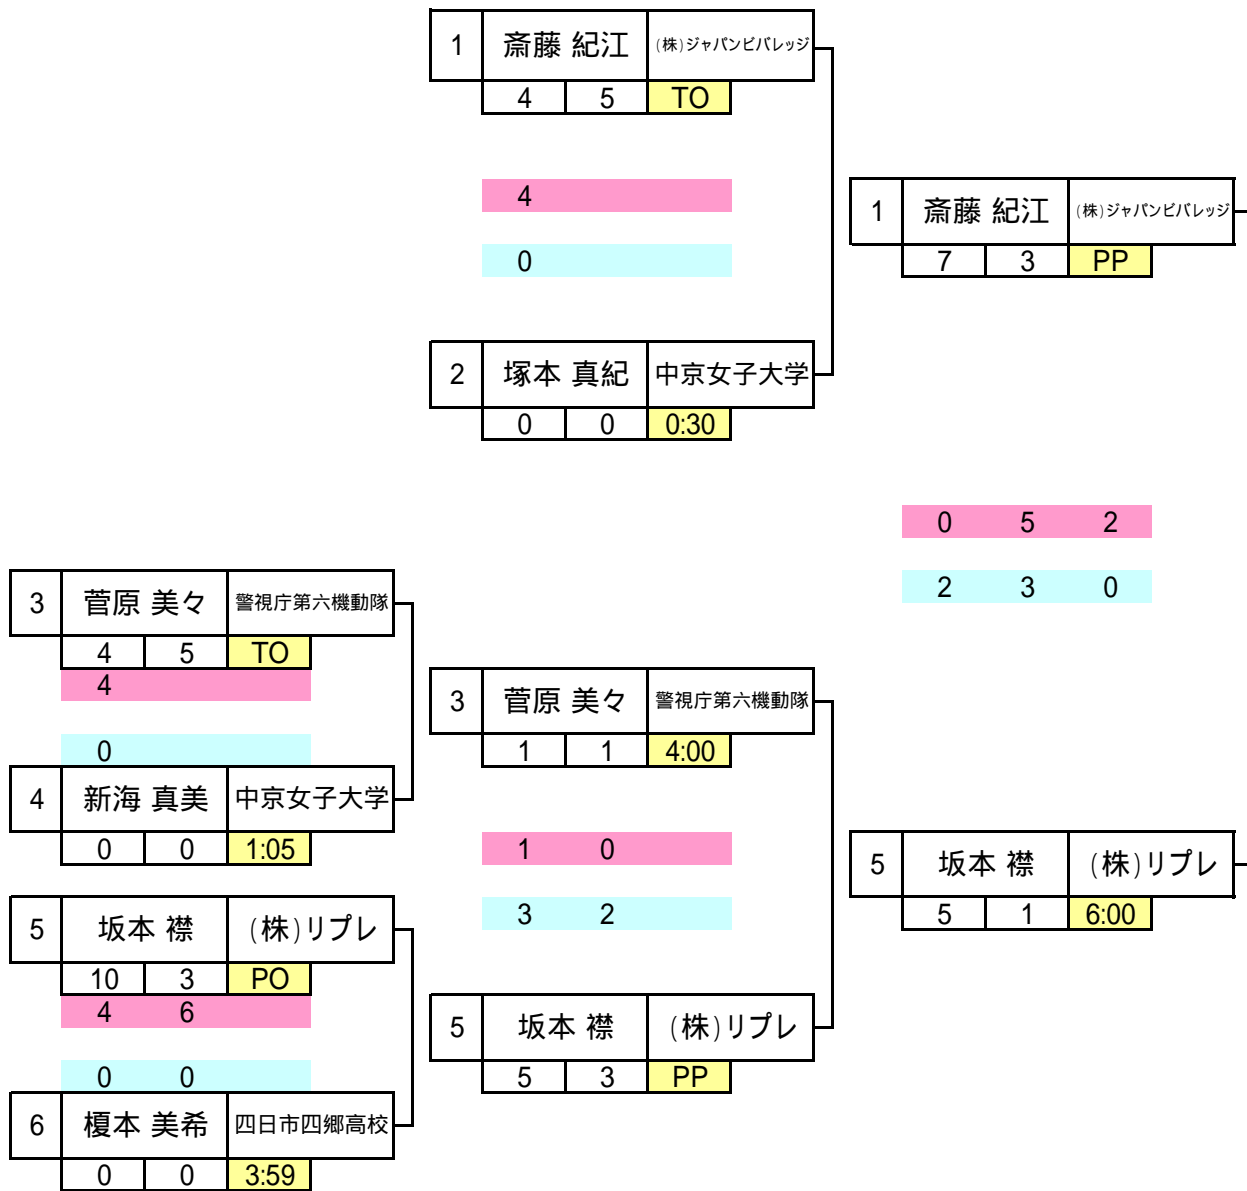 1 斎藤 紀江 (株)ジャパンビバレッジ
4 5 TO
4
0
2 塚本 真紀 中京女子大学
0 0 0:30
1 斎藤 紀江 (株)ジャパンビバレッジ
7 3 PP
0 5 2
2 3 0
3 菅原 美々 警視庁第六機動隊
4 5 TO
4
0
4 新海 真美 中京女子大学
0 0 1:05
5 坂本 襟 (株)リプレ
10 3 PO
4 6
0 0
6 榎本 美希 四日市四郷高校
0 0 3:59
3 菅原 美々 警視庁第六機動隊
1 1 4:00
1 0
3 2
5 坂本 襟 (株)リプレ
5 3 PP
5 坂本 襟 (株)リプレ
5 1 6:00